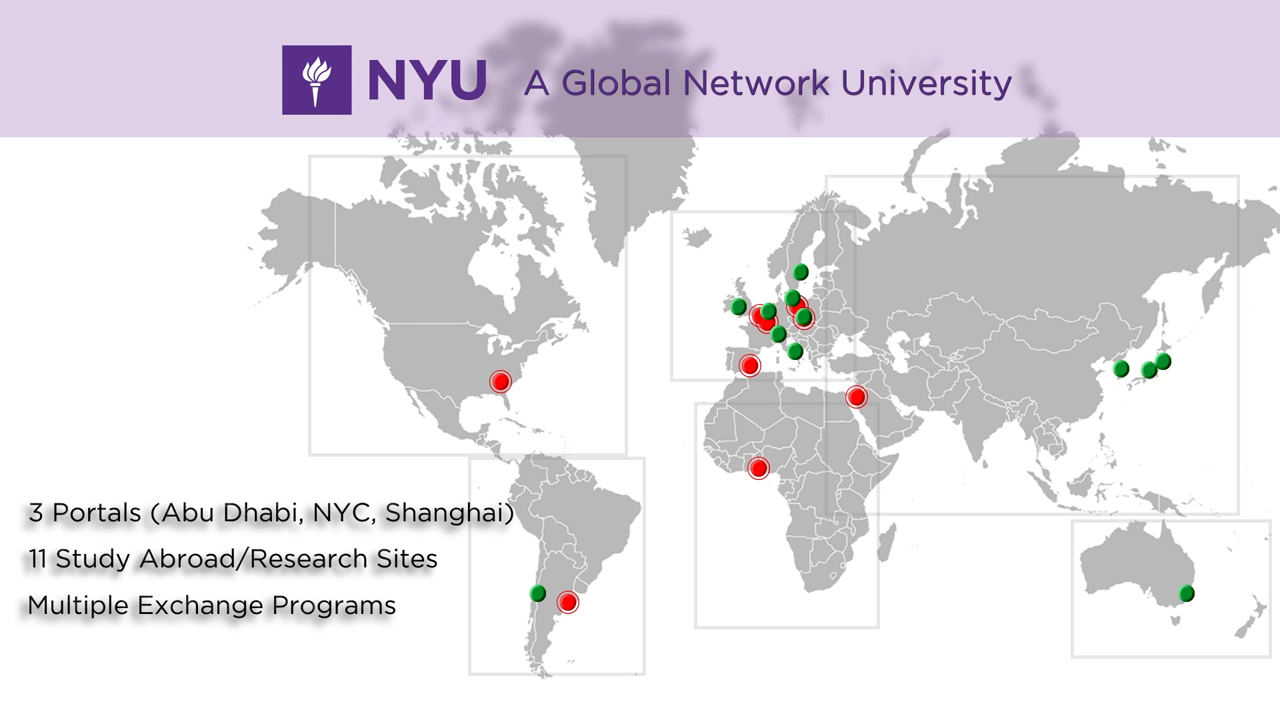 NYU A Global Network University
3 Portals (Abu Dhabi, NYC, Shanghai)
11 Study Abroad/Research Sites
Multiple Exchange Programs